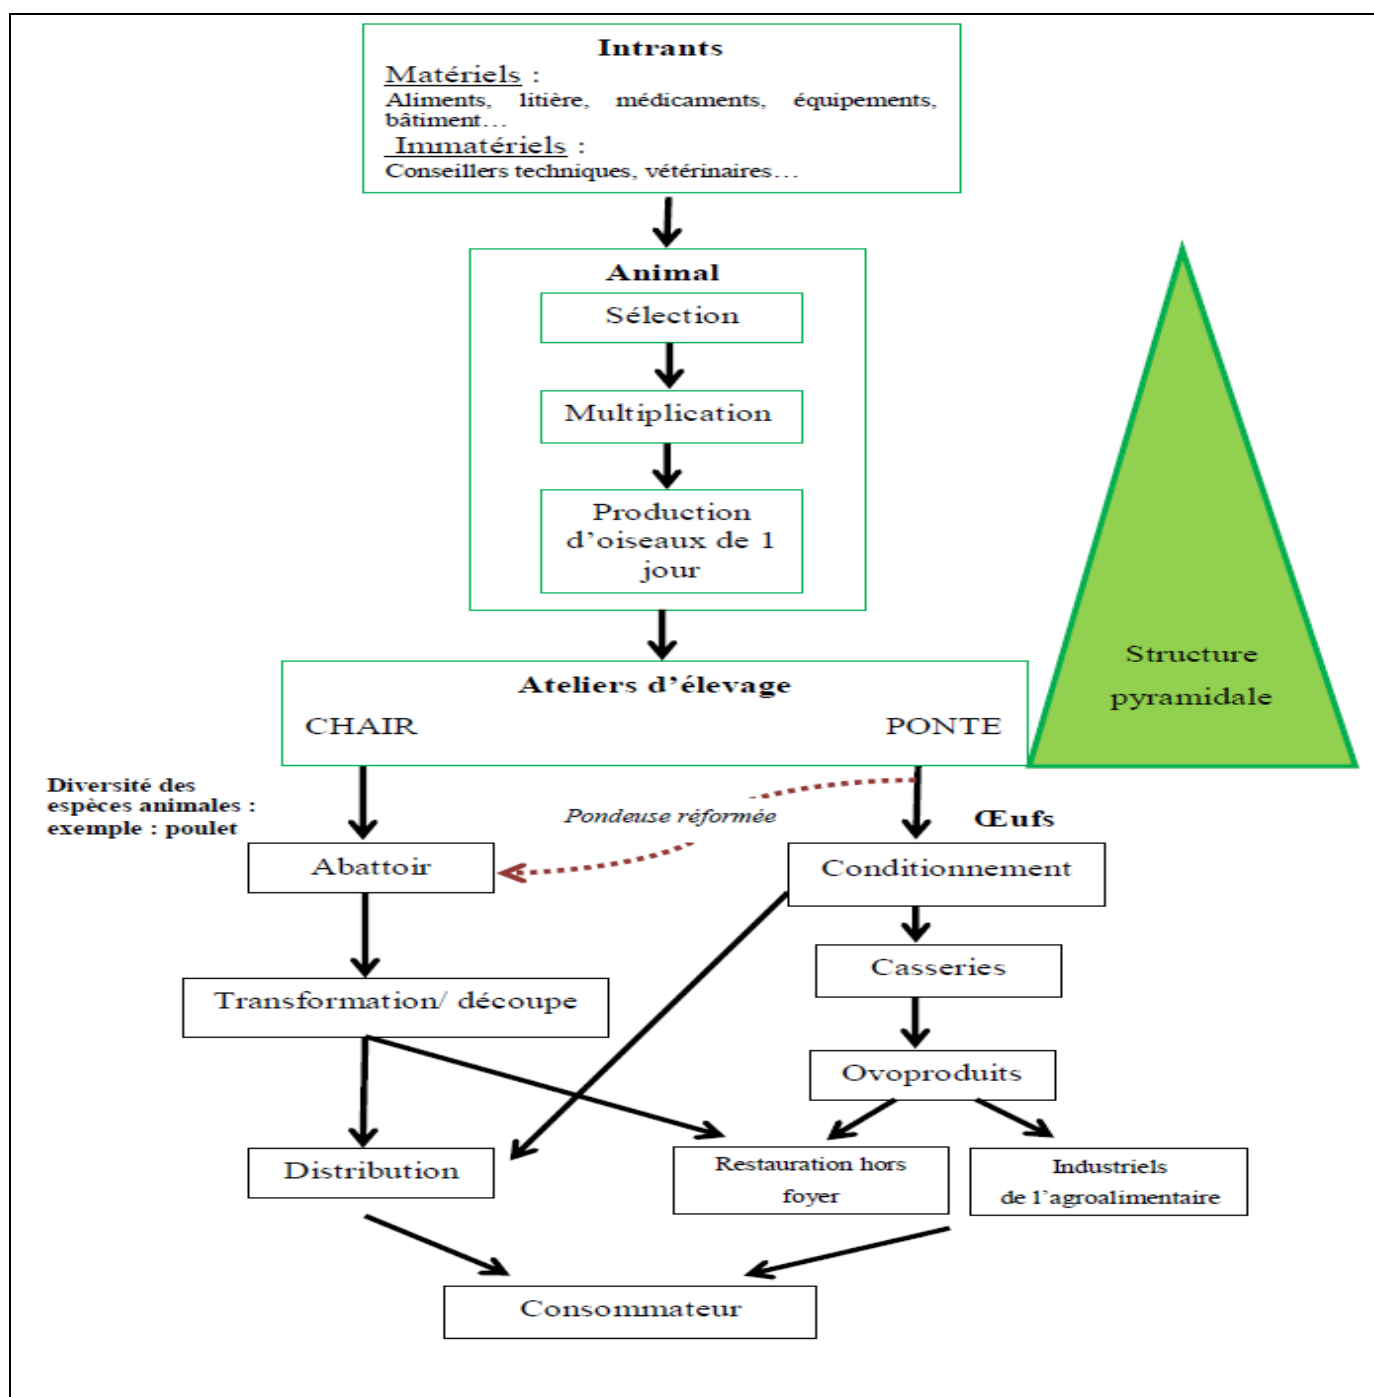 Intrants
Matériels :
Aliments, litière, médicaments, équipements,
bâtiment…
Immatériels :
Conseillers techniques, vétérinaires…
Animal
Sélection
Multiplication
Production
d’oiseaux de 1
jour
Structure
pyramidale
Ateliers d’élevage
CHAIR
PONTE
Diversité des
espèces animales :
exemple : poulet
Pondeuse réformée
Œufs
Abattoir
Conditionnement
Casseries
Transformation/ découpe
Ovoproduits
Distribution
Restauration hors
foyer
Industriels
de l’agroalimentaire
Consommateur